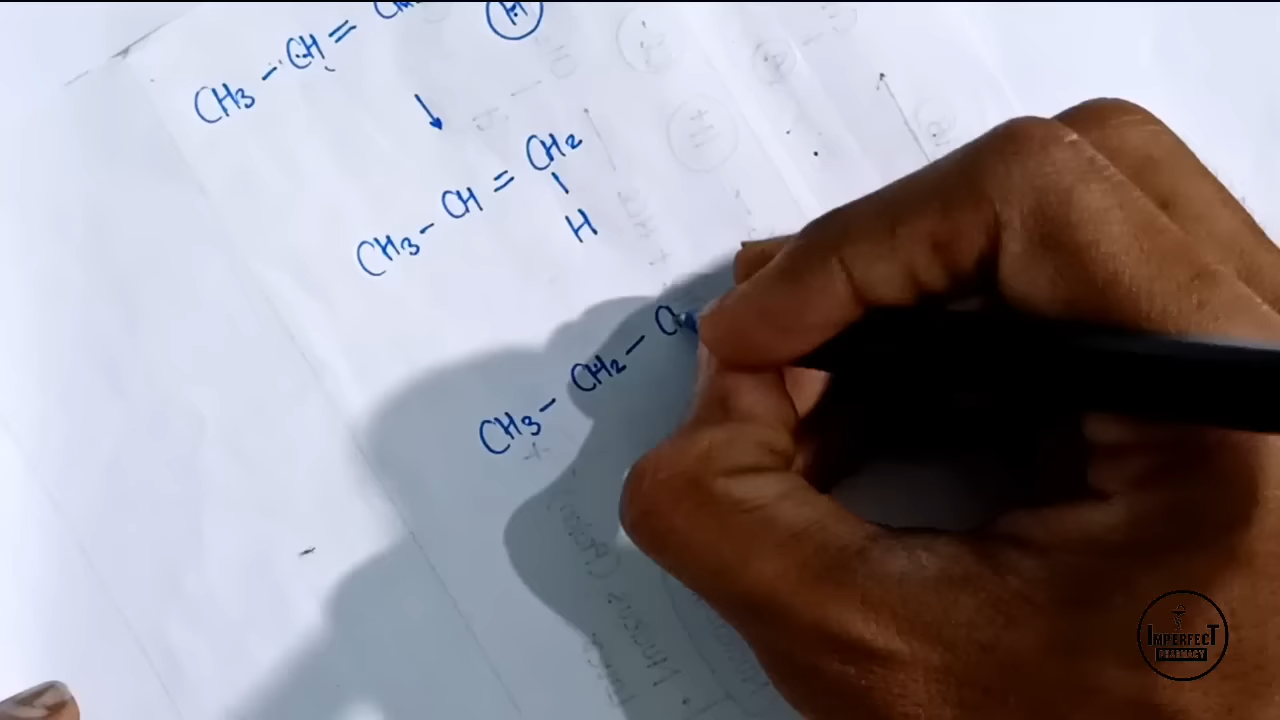 CH3 - CH =
H
CH3 - CH = CH2
H
CH3 - CH2 - C
IMPERFECT
PHARMACY